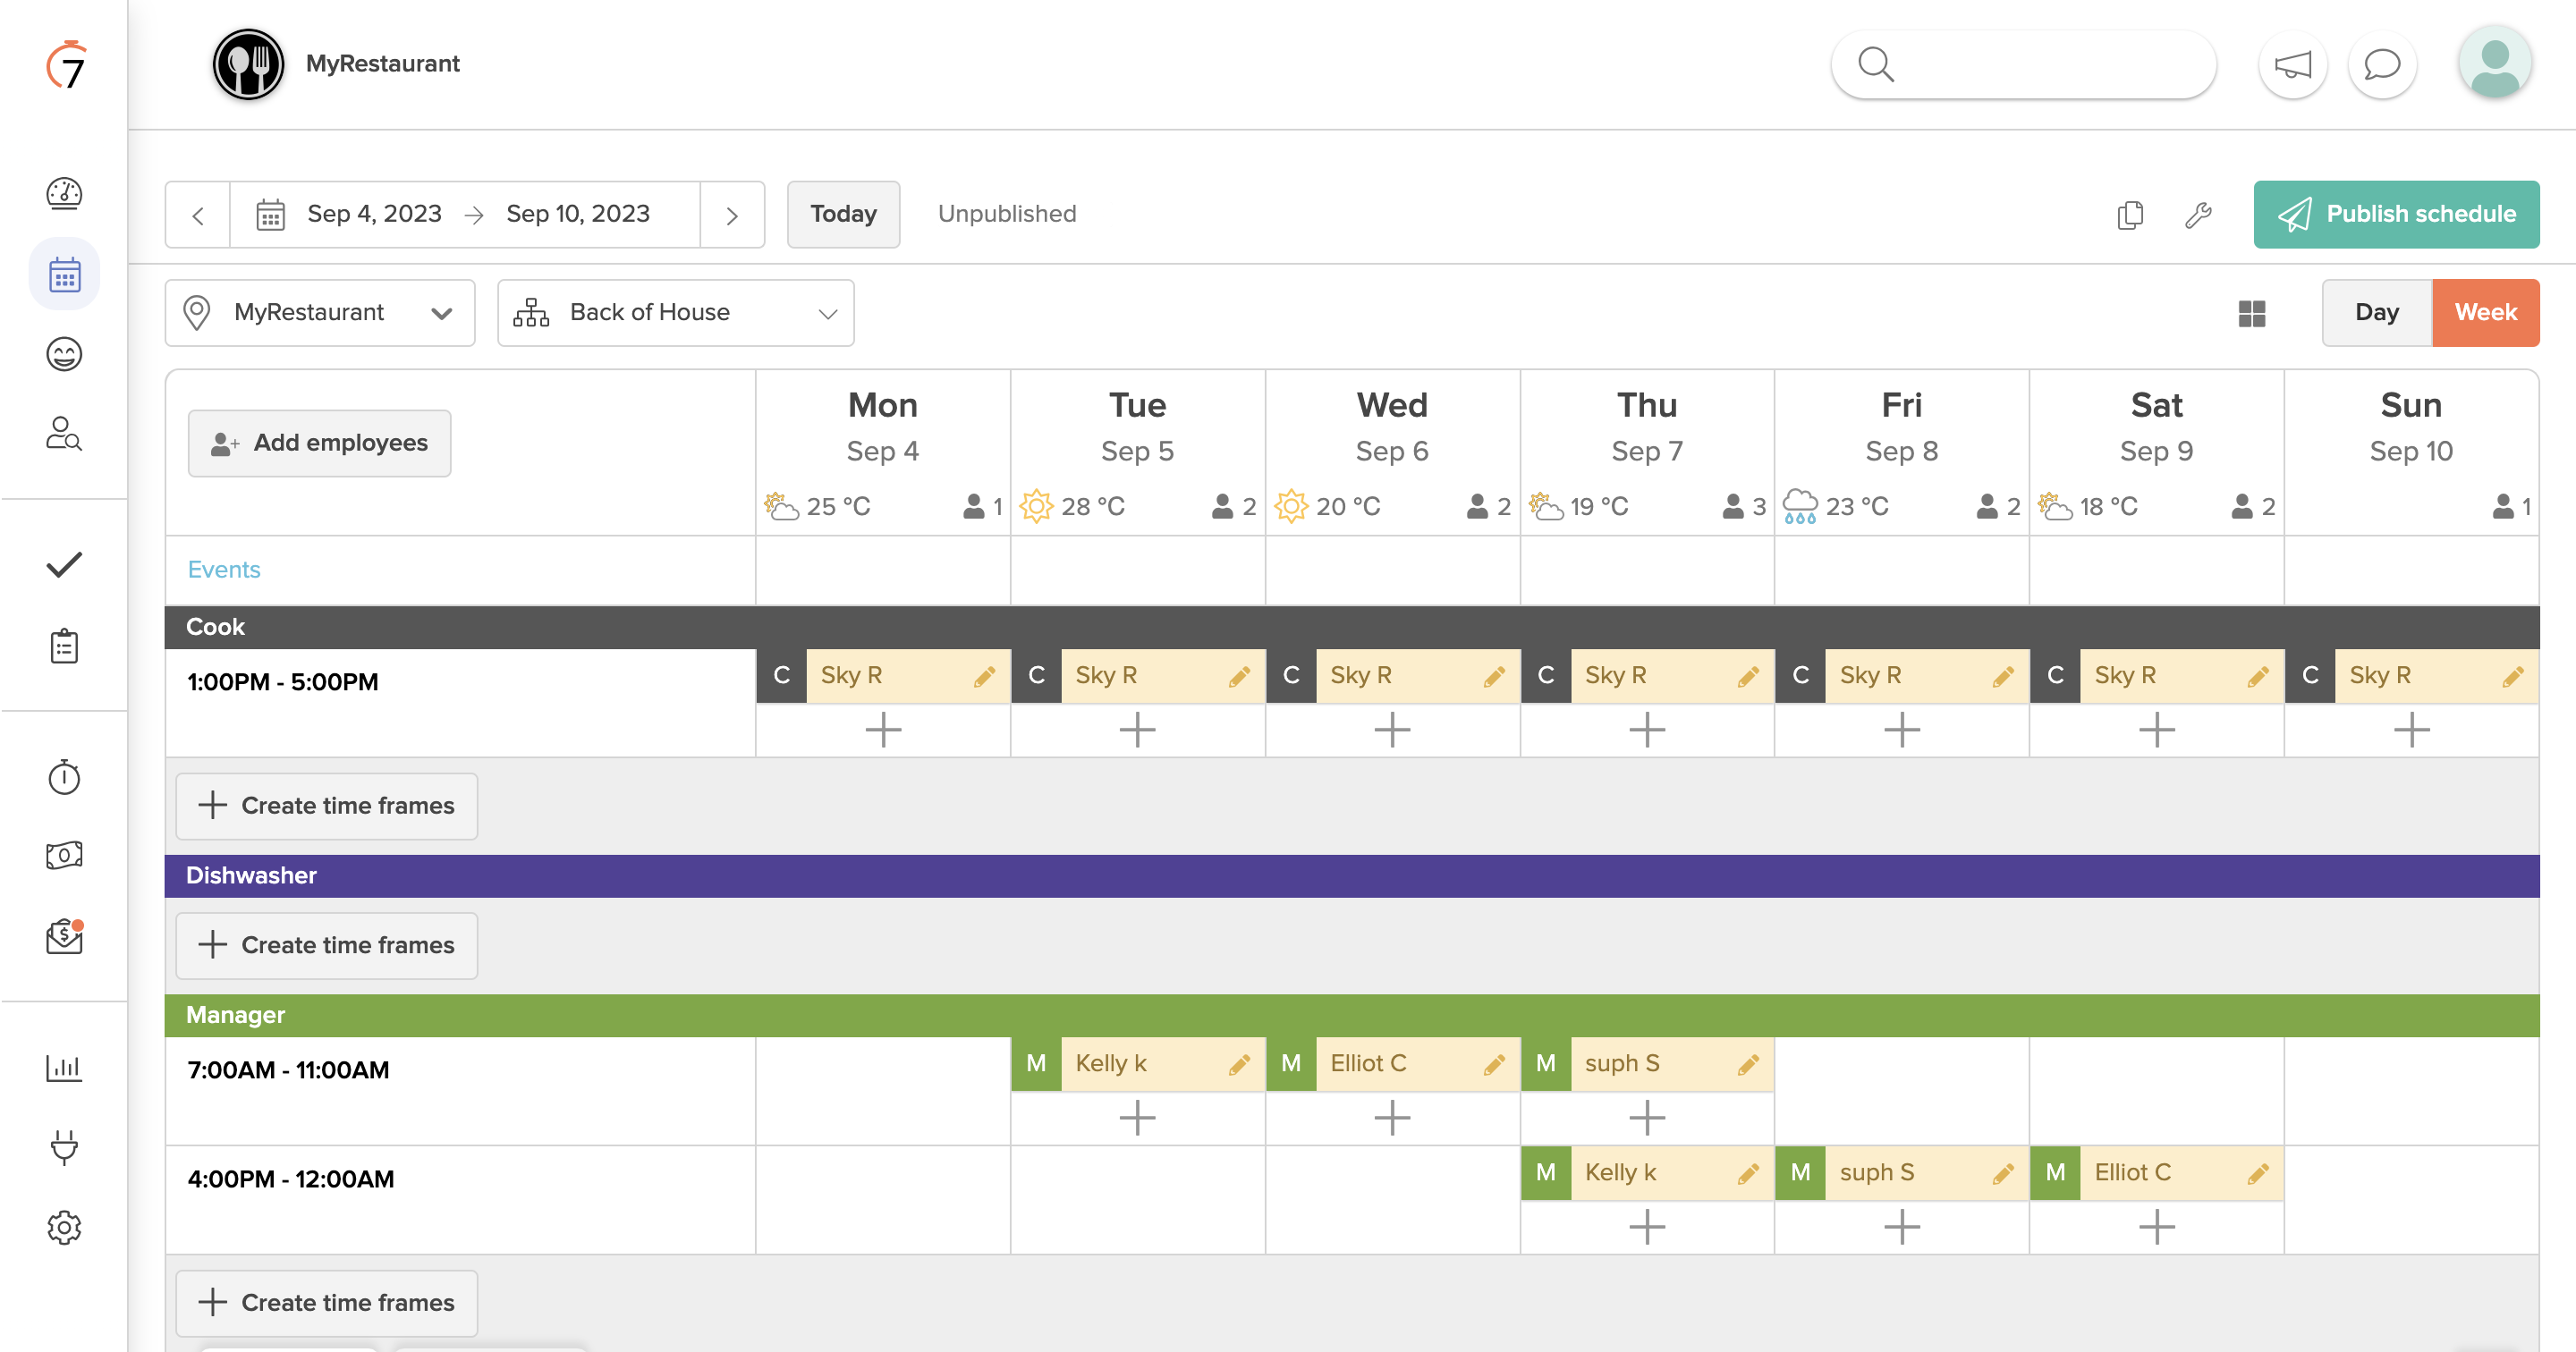 7
MyRestaurant
Sep 4, 2023 → Sep 10, 2023
Today
Unpublished
Publish schedule
MyRestaurant
Back of House
Day
Week
Add employees
Mon Tue Wed Thu Fri Sat Sun
Sep 4 Sep 5 Sep 6 Sep 7 Sep 8 Sep 9 Sep 10
25 °C 1 28 °C 2 20 °C 2 19 °C 3 23 °C 2 18 °C 2 1
Events
Cook
1:00PM - 5:00PM C Sky R C Sky R C Sky R C Sky R C Sky R C Sky R C Sky R
Create time frames
Dishwasher
Create time frames
Manager
7:00AM - 11:00AM M Kelly k M Elliot C M suph S
4:00PM - 12:00AM M Kelly k M suph S M Elliot C
Create time frames